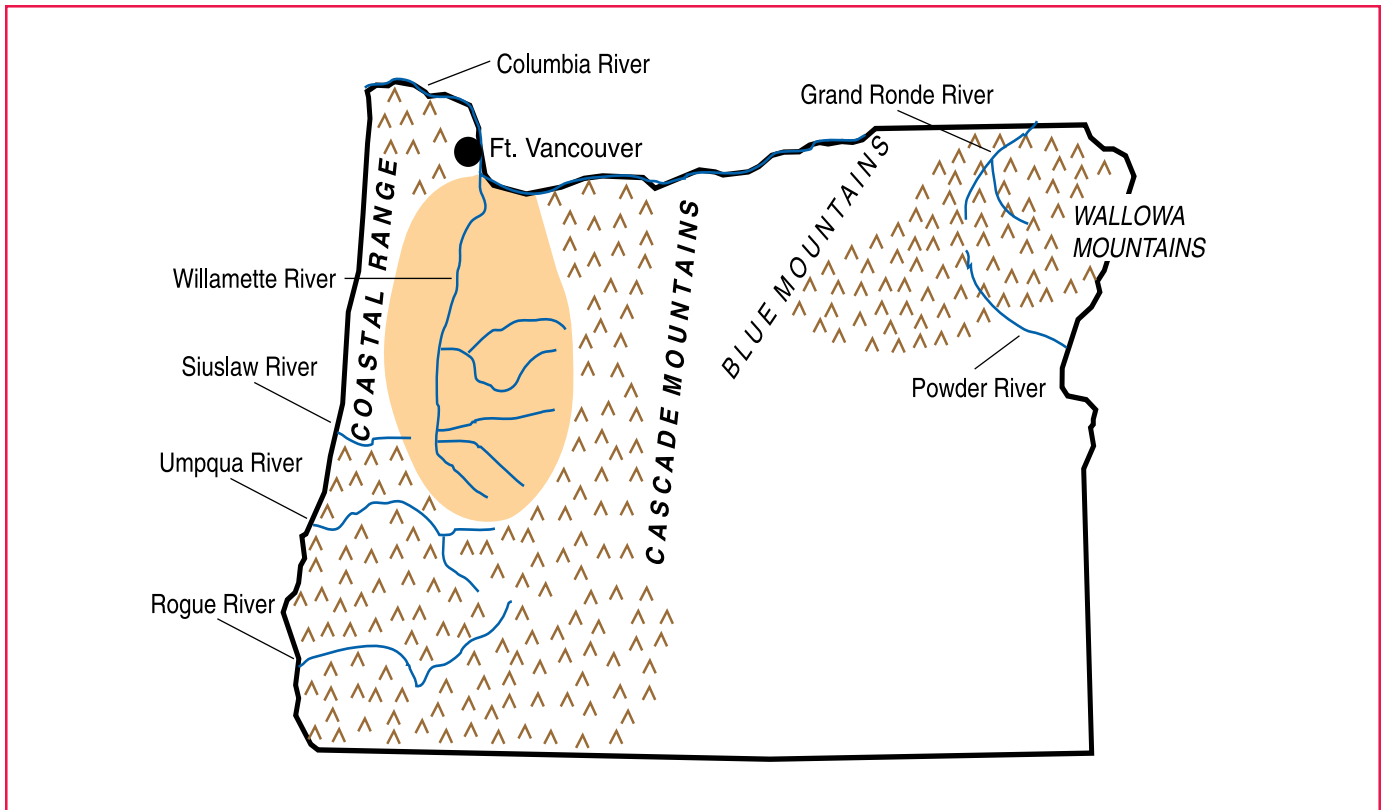 Columbia River
Grand Ronde River
Ft. Vancouver
COASTAL RANGE
CASCADE MOUNTAINS
BLUE MOUNTAINS
WALLOWA
MOUNTAINS
Willamette River
Siuslaw River
Powder River
Umpqua River
Rogue River